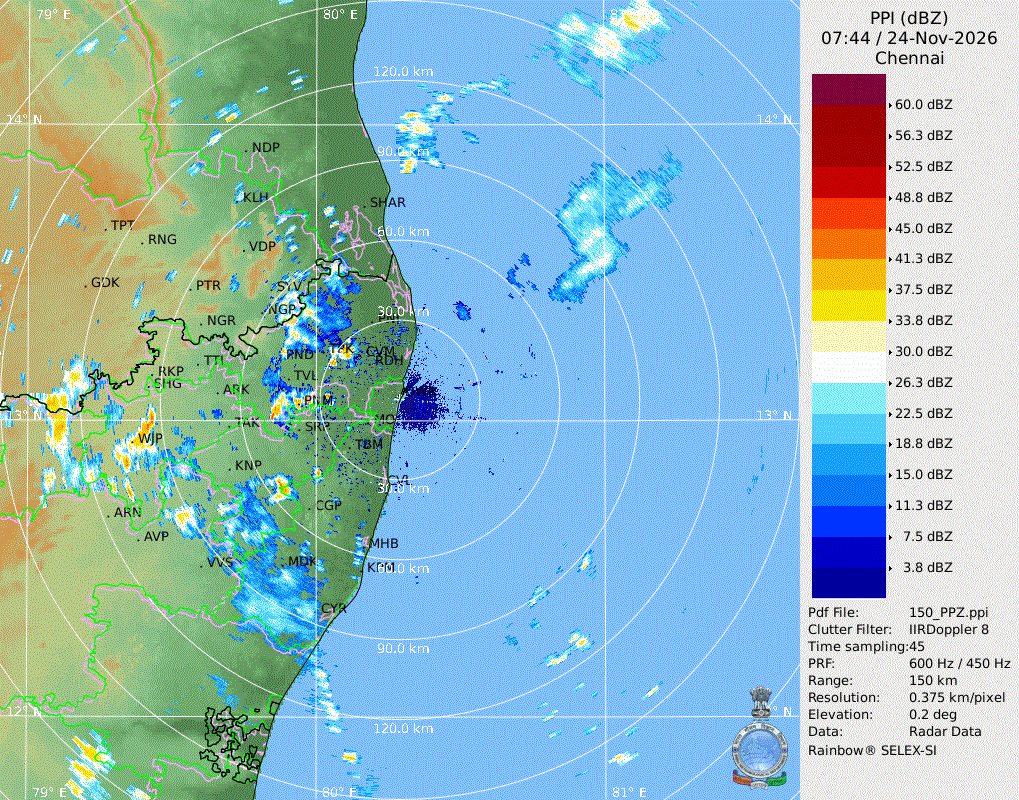 79° E
80° E
120.0 km
14° N
14° N
90.0 km
NDP
KLH
SHAR
TPT
RNG
60.0 km
VDP
GDK
PTR
SYV
NGP
30.0 km
NGR
PND
CVM
RDH
TTI
RKP
SHG
TVL
ARK
PNM
13° N
13° N
TAK
SRP
WJP
TBM
KNP
30.0 km
CGP
ARN
AVP
MHB
VVS
MDK
60.0 km
CYR
90.0 km
12° N
N
120.0 km
79° E
80° E
81° E
PPI (dBZ)
07:44 / 24-Nov-2026
Chennai
60.0 dBZ
56.3 dBZ
52.5 dBZ
48.8 dBZ
45.0 dBZ
41.3 dBZ
37.5 dBZ
33.8 dBZ
30.0 dBZ
26.3 dBZ
22.5 dBZ
18.8 dBZ
15.0 dBZ
11.3 dBZ
7.5 dBZ
3.8 dBZ
Pdf File: 150_PPZ.ppi
Clutter Filter: IIRDoppler 8
Time sampling:45
PRF: 600 Hz / 450 Hz
Range: 150 km
Resolution: 0.375 km/pixel
Elevation: 0.2 deg
Data: Radar Data
Rainbow® SELEX-SI